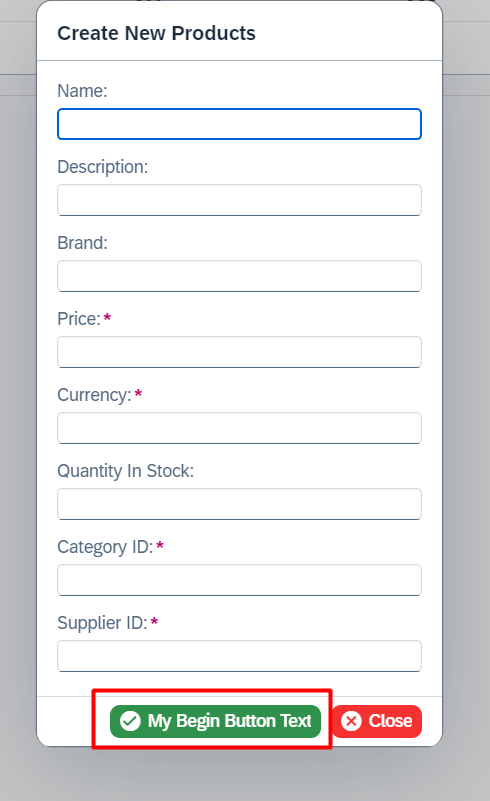 Create New Products
Name:
Description:
Brand:
Price:*
Currency:*
Quantity In Stock:
Category ID:*
Supplier ID:*
My Begin Button Text Close